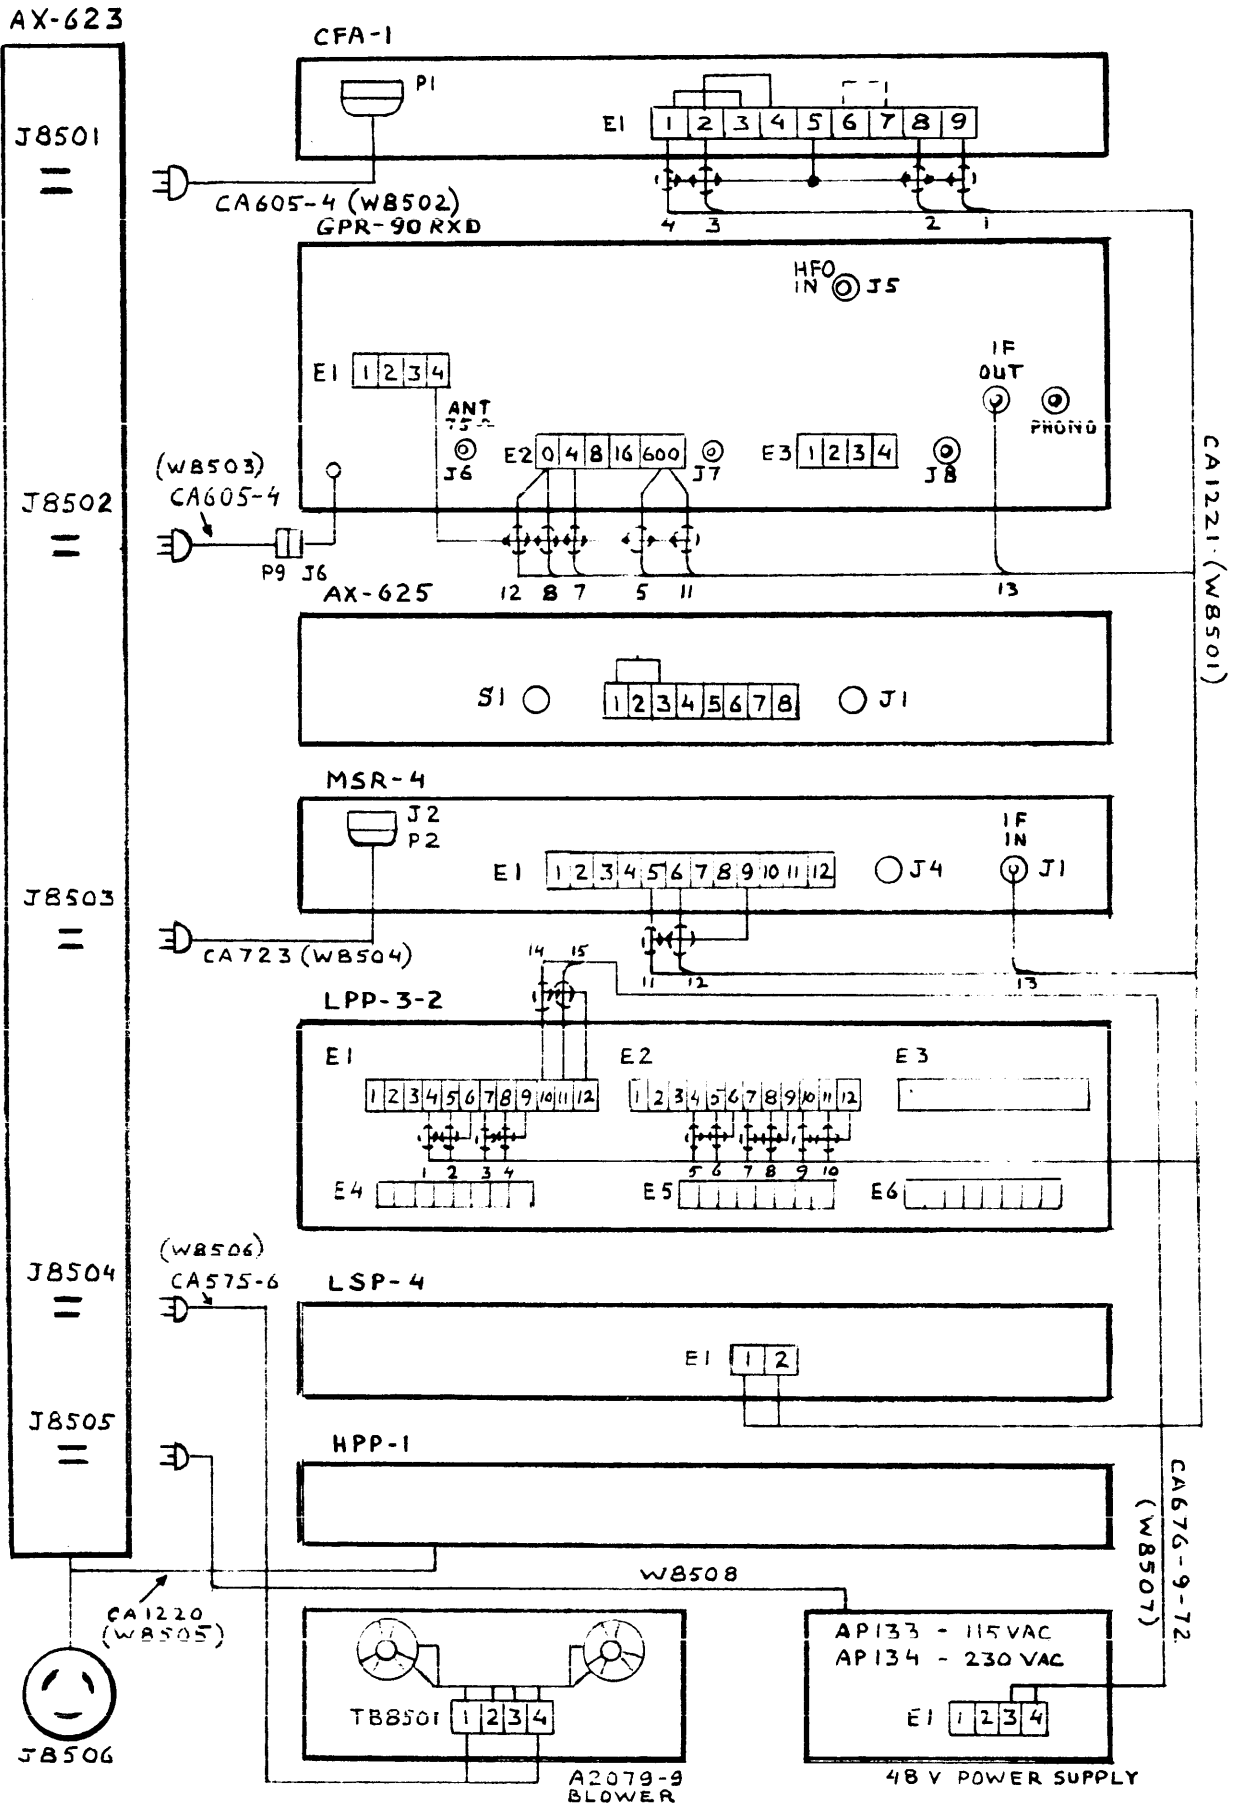 AX-623
CFA-1
P1
E1 1 2 3 4 5 6 7 8 9
J8501
CA605-4 (W8502)
4 3 2 1
GPR-90 RXD
HFO
IN J5
E1 1 2 3 4
IF
OUT
ANT
75Ω
PHONO
E2 0 4 8 16 600
J7
E3 1 2 3 4
J6
J8
(W8503)
CA605-4
J8502
P9 J6
12 8 7 5 11 13
CA1221 (W8501)
AX-625
S1
1 2 3 4 5 6 7 8
J1
MSR-4
J2
P2
IF
IN
E1 1 2 3 4 5 6 7 8 9 10 11 12
J4
J1
J8503
CA723 (W8504)
14 15
11 12 13
LPP-3-2
E1
E2
E3
1 2 3 4 5 6 7 8 9 10 11 12
1 2 3 4 5 6 7 8 9 10 11 12
1 2 3 4
5 6 7 8 9 10
E4
E5
E6
(W8506)
J8504
CA575-6
LSP-4
E1 1 2
J8505
HPP-1
CA676-9-72
(W8507)
W8508
CA1220
(W8505)
AP133 - 115 VAC
AP134 - 230 VAC
TB8501 1 2 3 4
E1 1 2 3 4
J8506
A2079-9
BLOWER
48 V POWER SUPPLY